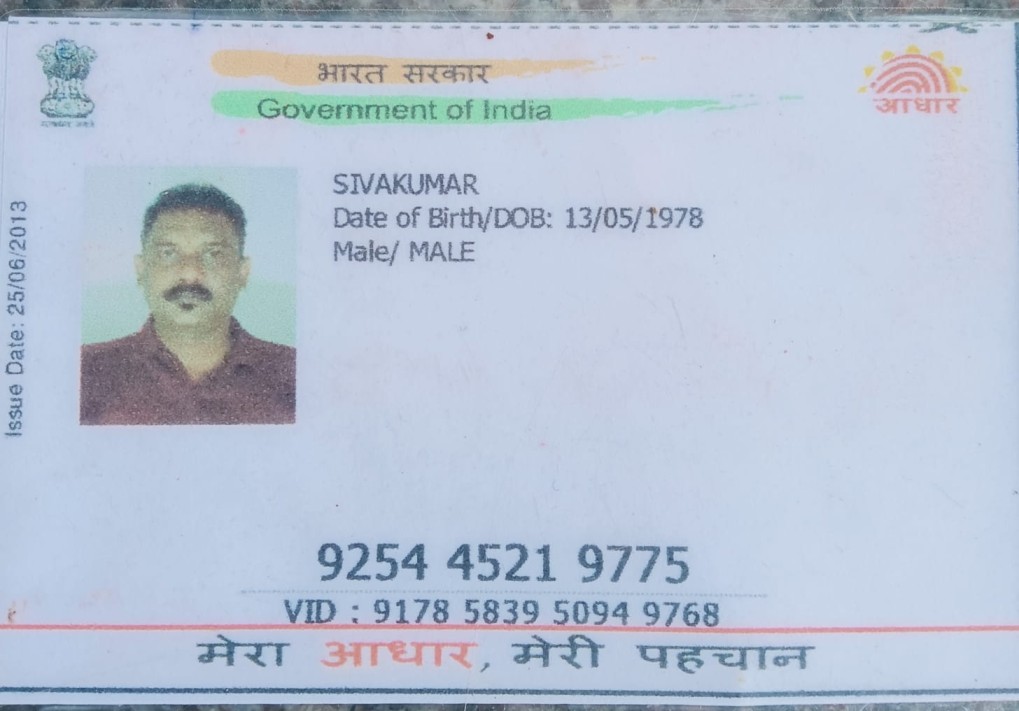 भारत सरकार
Government of India
आधार
SIVAKUMAR
Date of Birth/DOB: 13/05/1978
Male/ MALE
Issue Date: 25/06/2013
9254 4521 9775
VID : 9178 5839 5094 9768
मेरा आधार, मेरी पहचान